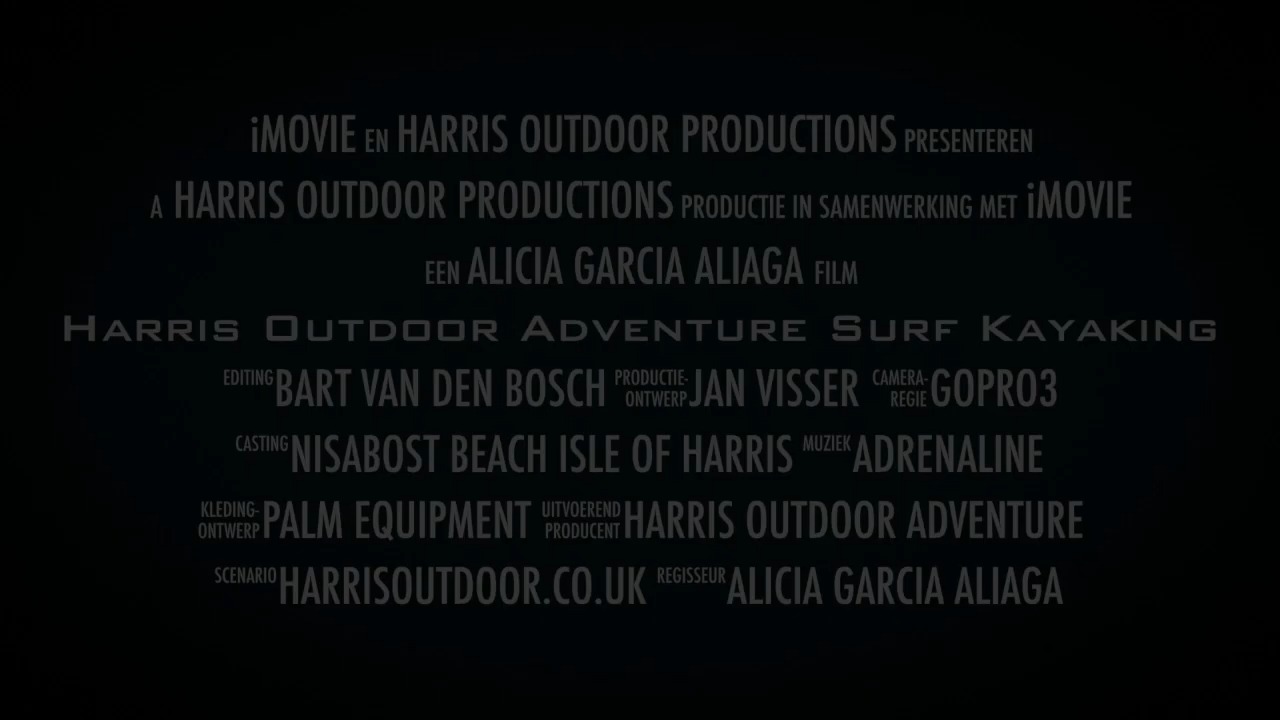 iMOVIE EN HARRIS OUTDOOR PRODUCTIONS PRESENTEREN
A HARRIS OUTDOOR PRODUCTIONS PRODUCTIE IN SAMENWERKING MET iMOVIE
EEN ALICIA GARCIA ALIAGA FILM
Harris Outdoor Adventure Surf Kayaking
EDITING BART VAN DEN BOSCH PRODUCTIE-ONTWERP JAN VISSER CAMERA-REGIE GOPRO3
CASTING NISABOST BEACH ISLE OF HARRIS MUZIEK ADRENALINE
KLEDING-ONTWERP PALM EQUIPMENT UITVOEREND PRODUCENT HARRIS OUTDOOR ADVENTURE
SCENARIO HARRISOUTDOOR.CO.UK REGISSEUR ALICIA GARCIA ALIAGA